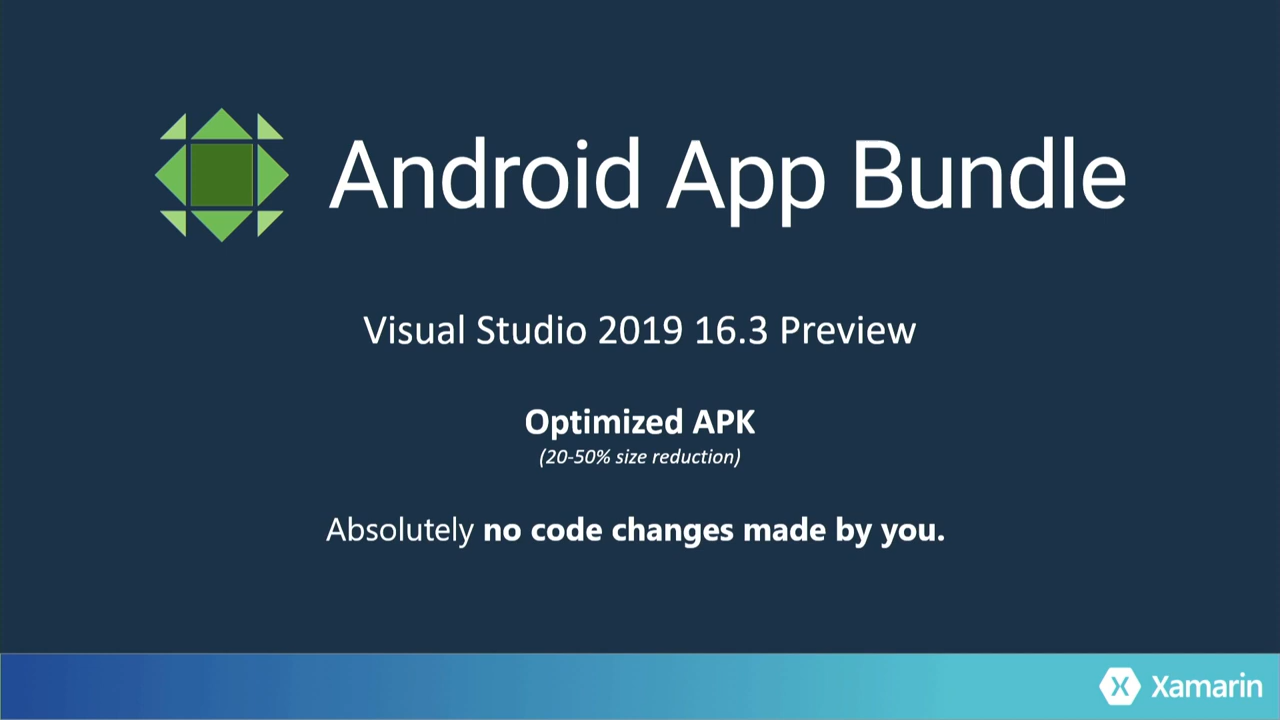 Android App Bundle
Visual Studio 2019 16.3 Preview
Optimized APK
(20-50% size reduction)
Absolutely no code changes made by you.
Xamarin